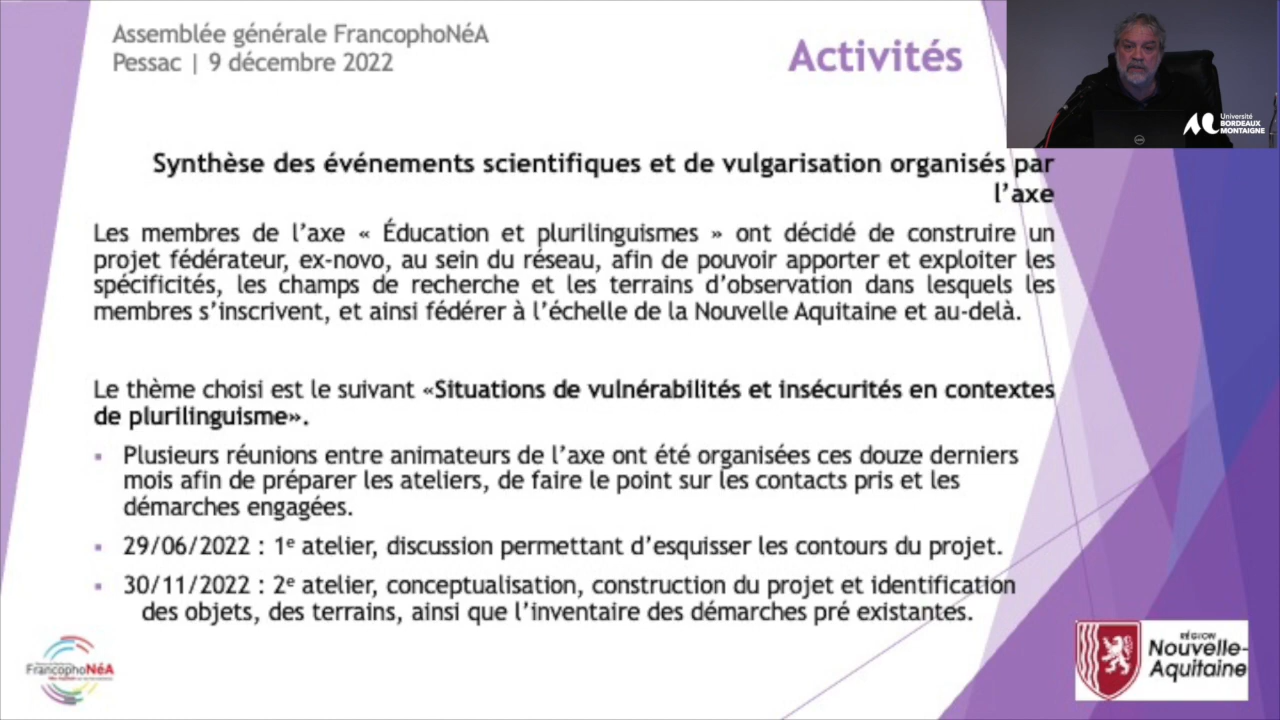 Assemblée générale FrancophoNéA
Pessac | 9 décembre 2022
Activités
Université
BORDEAUX
MONTAIGNE
Synthèse des événements scientifiques et de vulgarisation organisés par
l’axe
Les membres de l’axe « Éducation et plurilinguismes » ont décidé de construire un
projet fédérateur, ex-novo, au sein du réseau, afin de pouvoir apporter et exploiter les
spécificités, les champs de recherche et les terrains d’observation dans lesquels les
membres s’inscrivent, et ainsi fédérer à l’échelle de la Nouvelle Aquitaine et au-delà.
Le thème choisi est le suivant «Situations de vulnérabilités et insécurités en contextes
de plurilinguisme».
▪ Plusieurs réunions entre animateurs de l’axe ont été organisées ces douze derniers
mois afin de préparer les ateliers, de faire le point sur les contacts pris et les
démarches engagées.
▪ 29/06/2022 : 1e atelier, discussion permettant d’esquisser les contours du projet.
▪ 30/11/2022 : 2e atelier, conceptualisation, construction du projet et identification
des objets, des terrains, ainsi que l’inventaire des démarches pré existantes.
FrancophoNéA
RÉGION
Nouvelle-
Aquitaine